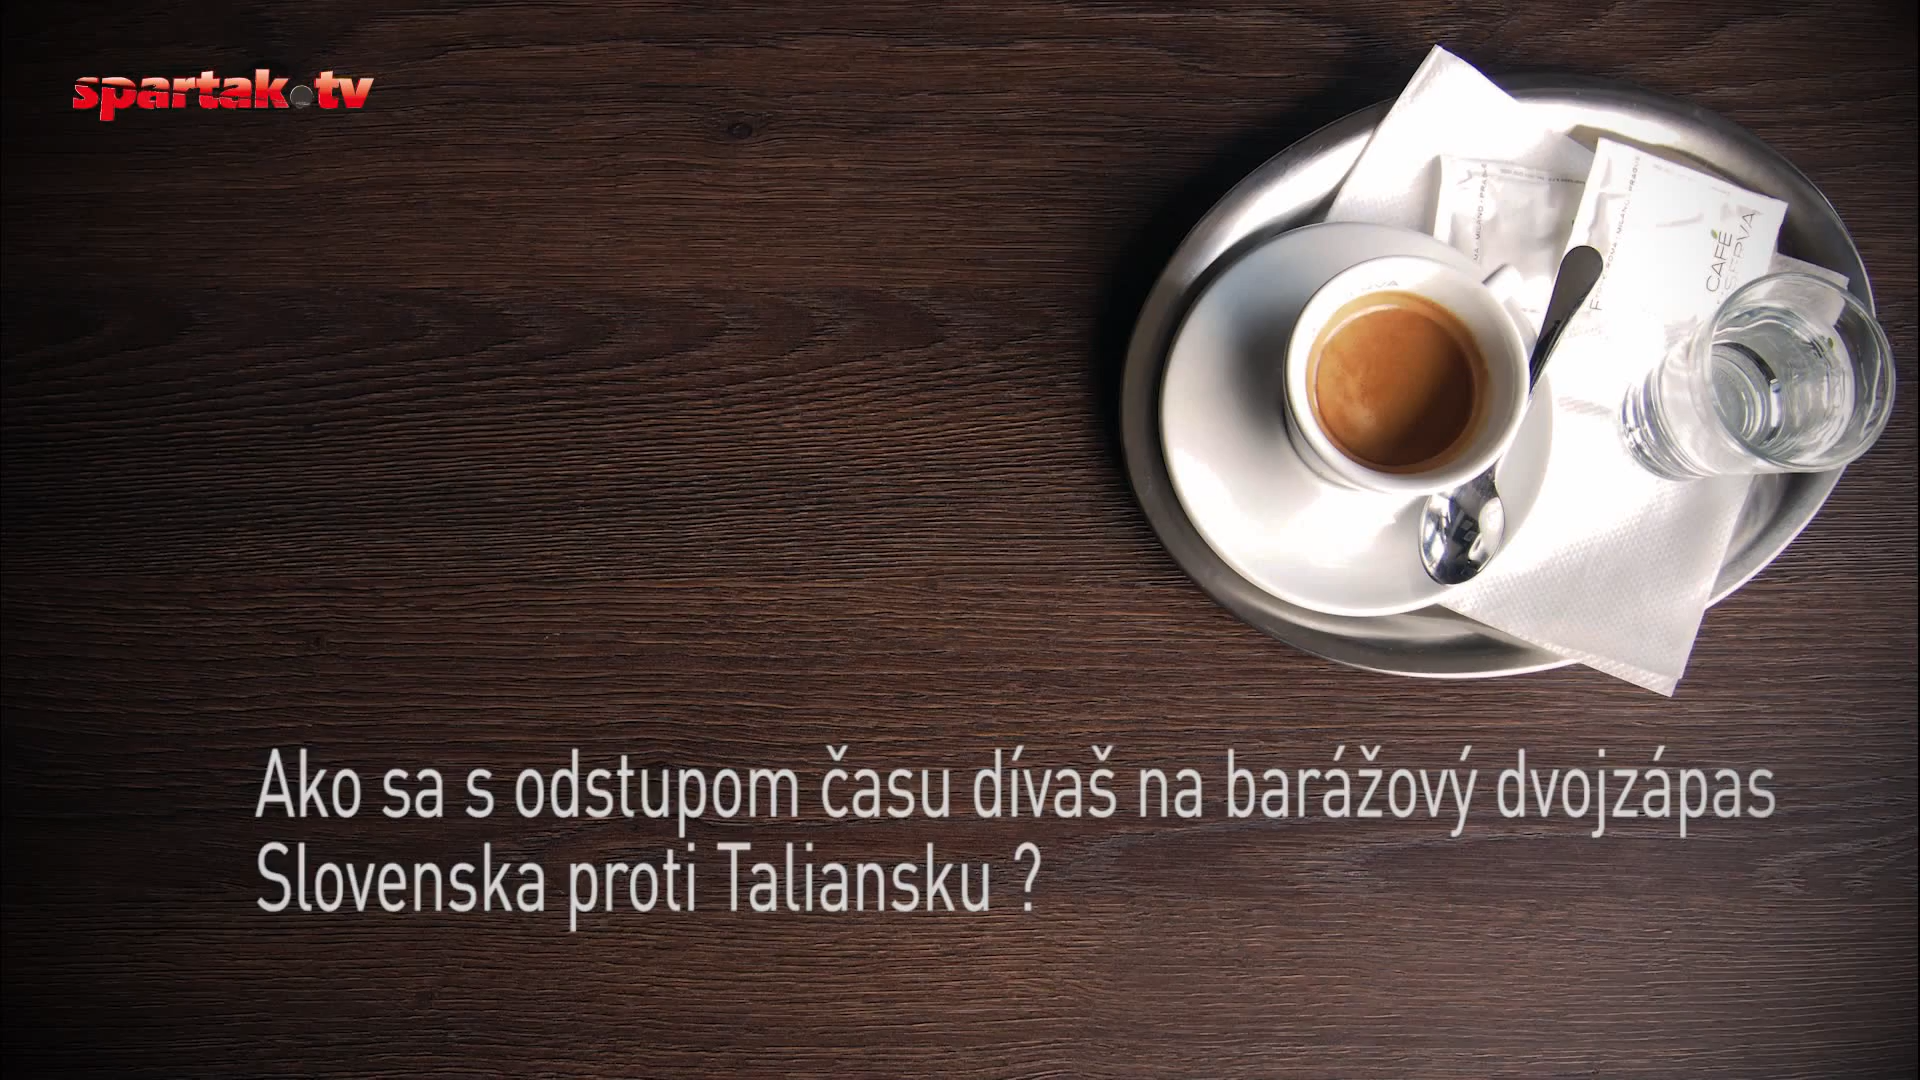 spartak.tv
CAFÉ
Ako sa s odstupom času dívaš na barážový dvojzápas
Slovenska proti Taliansku ?